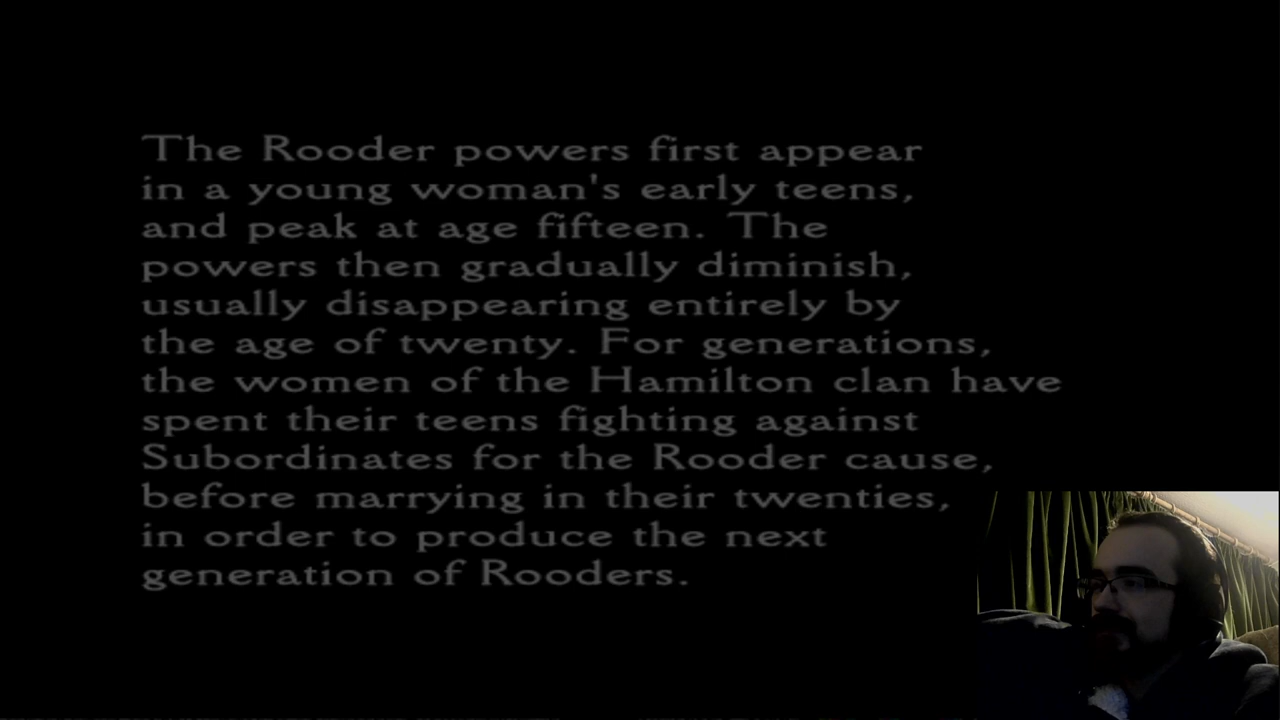 The Rooder powers first appear
in a young woman's early teens,
and peak at age fifteen. The
powers then gradually diminish,
usually disappearing entirely by
the age of twenty. For generations,
the women of the Hamilton clan have
spent their teens fighting against
Subordinates for the Rooder cause,
before marrying in their twenties,
in order to produce the next
generation of Rooders.